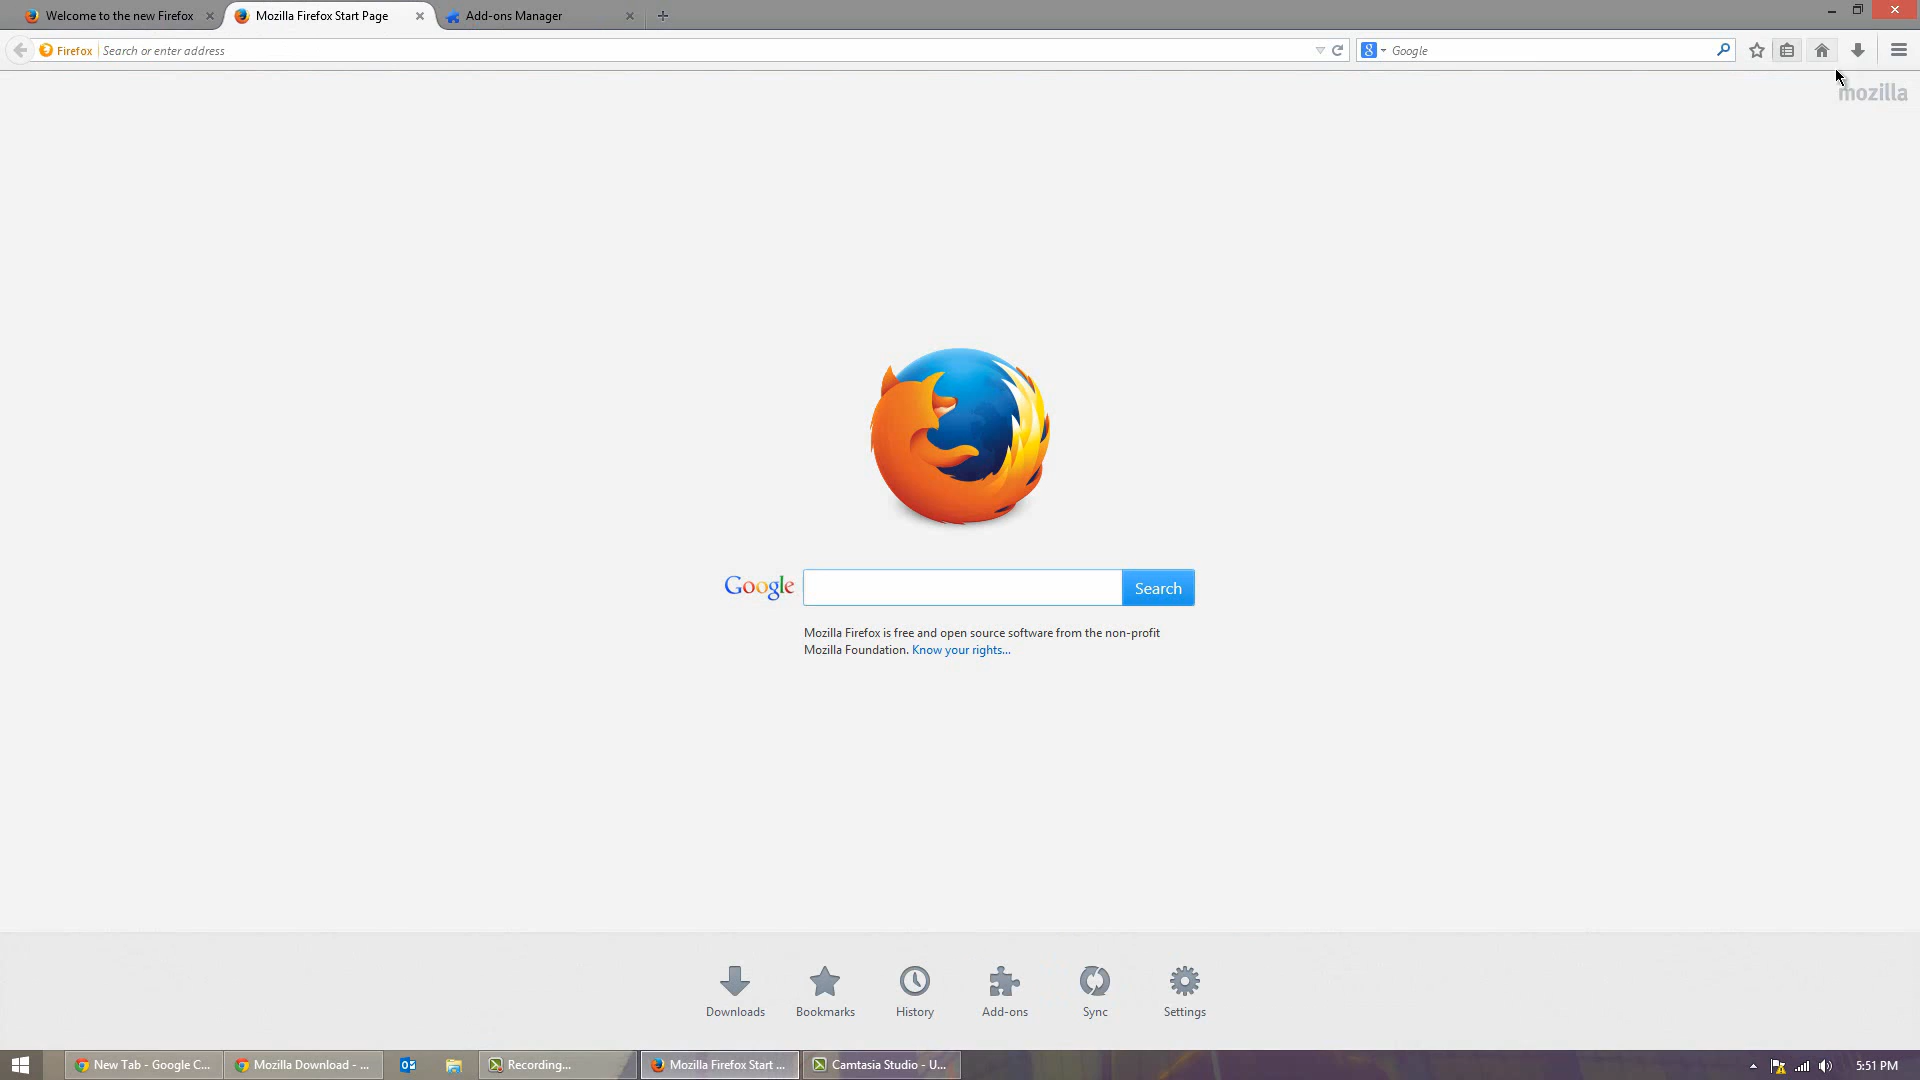 Welcome to the new Firefox
Mozilla Firefox Start Page
Add-ons Manager
Firefox
Search or enter address
8
Google
mozilla
Google
Search
Mozilla Firefox is free and open source software from the non-profit
Mozilla Foundation. Know your rights...
Downloads
Bookmarks
History
Add-ons
Sync
Settings
New Tab - Google C...
Mozilla Download - ...
Recording...
Mozilla Firefox Start ...
Camtasia Studio - U...
5:51 PM